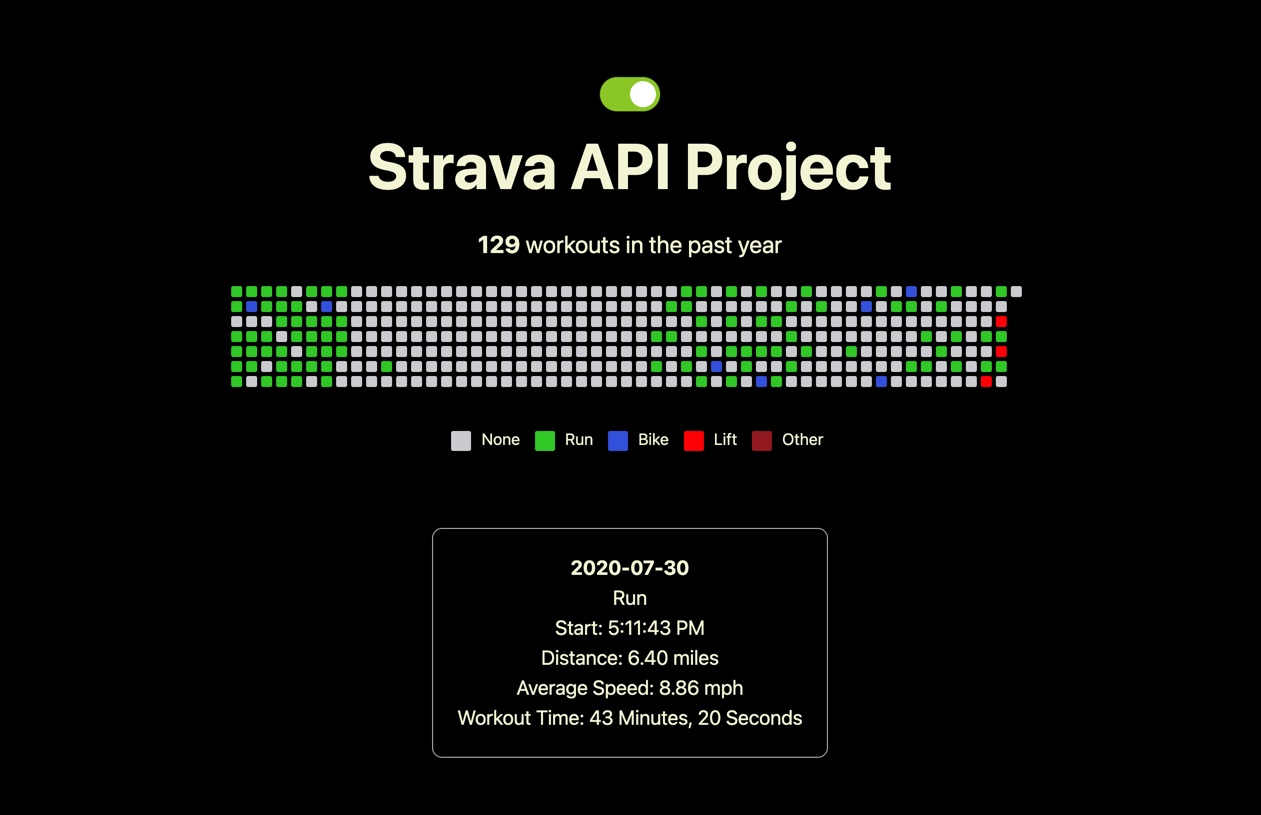 Strava API Project
129 workouts in the past year
None Run Bike Lift Other
2020-07-30
Run
Start: 5:11:43 PM
Distance: 6.40 miles
Average Speed: 8.86 mph
Workout Time: 43 Minutes, 20 Seconds